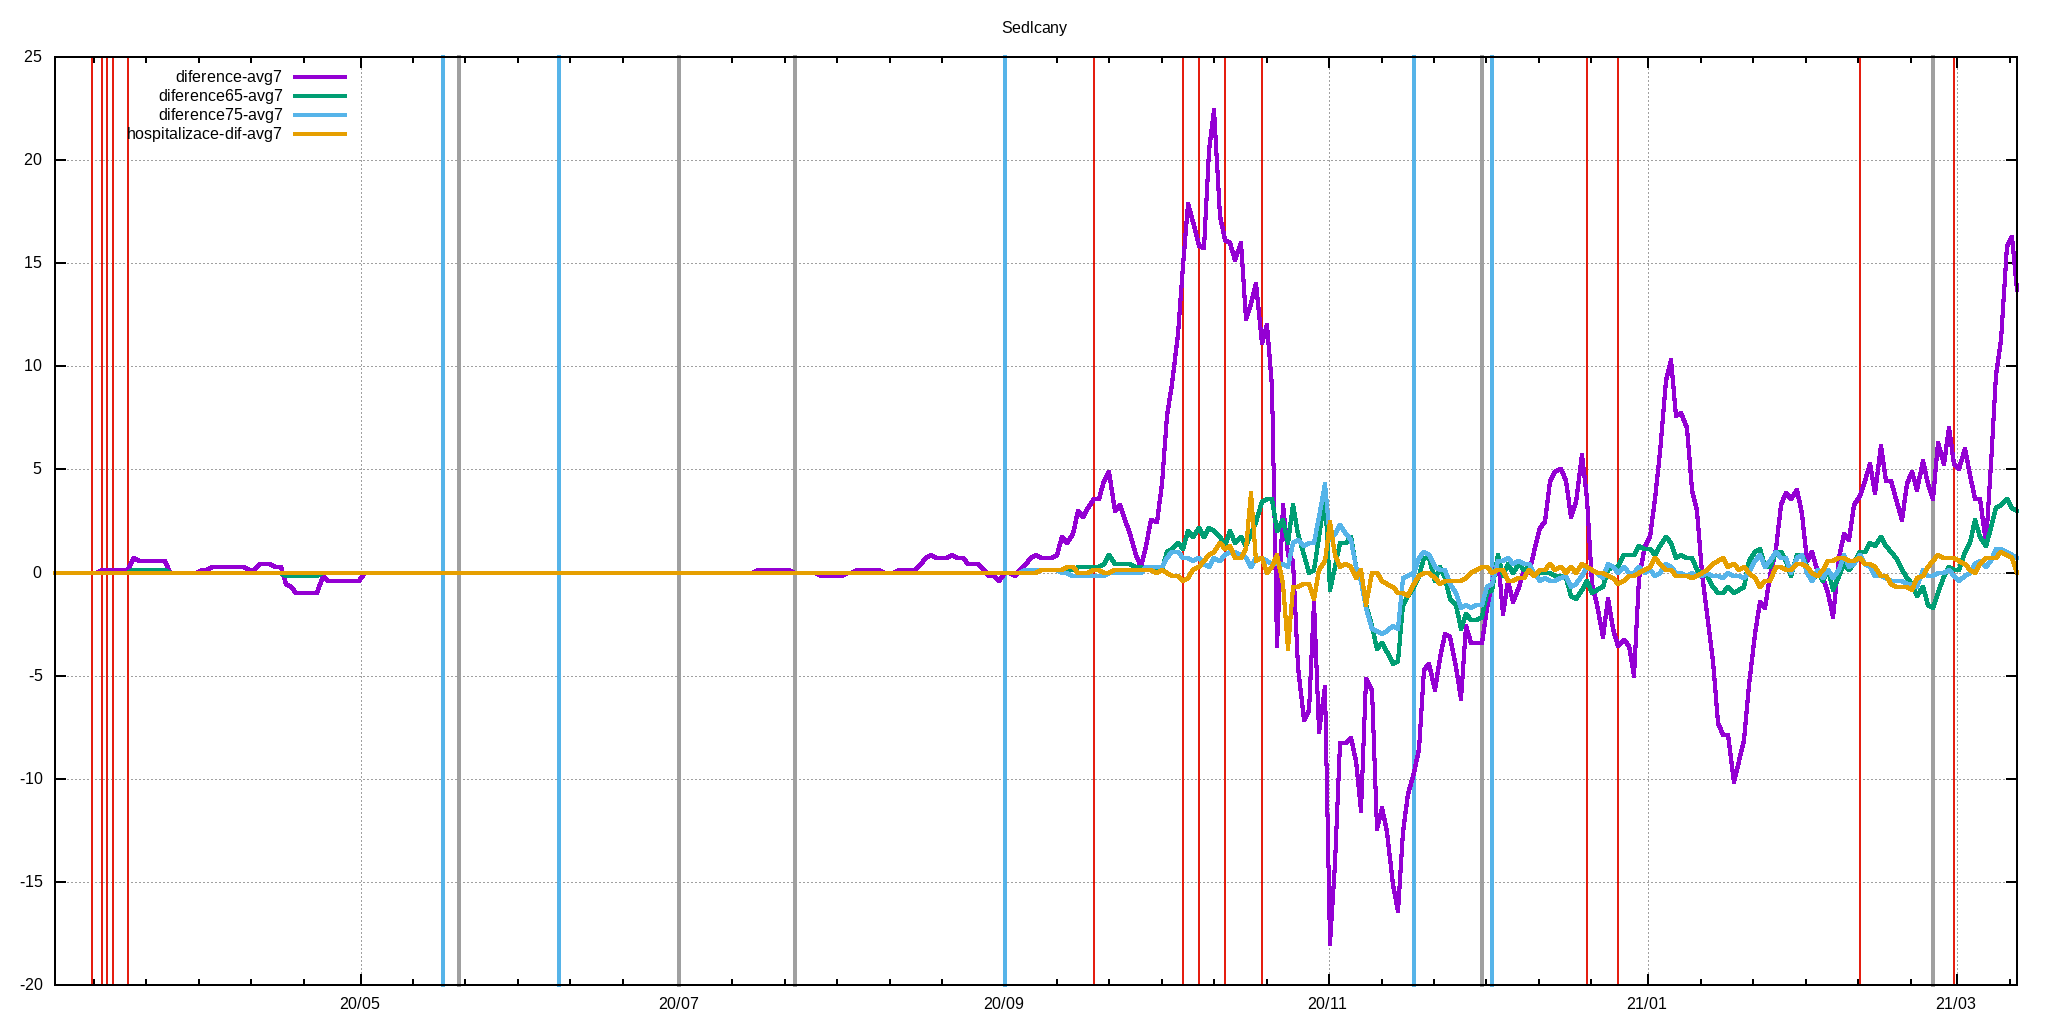 Sedlcany
diference-avg7
diference65-avg7
diference75-avg7
hospitalizace-dif-avg7
25
20
15
10
5
0
-5
-10
-15
-20
20/05 20/07 20/09 20/11 21/01 21/03